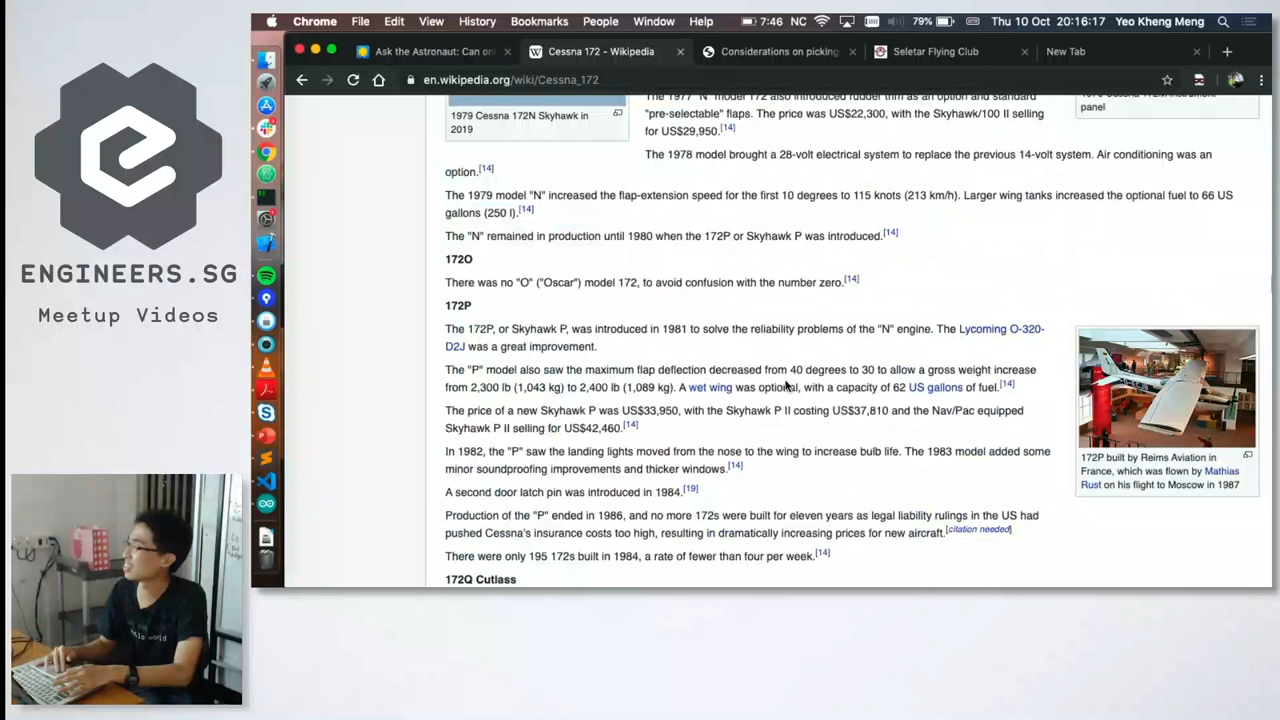 Chrome File Edit View History Bookmarks People Window Help 7:46 NC 79% Thu 10 Oct 20:16:17 Yeo Kheng Meng
Ask the Astronaut: Can on
Cessna 172 - Wikipedia
Considerations on picking
Seletar Flying Club
New Tab
en.wikipedia.org/wiki/Cessna_172
ENGINEERS.SG
Meetup Videos
1979 Cessna 172N Skyhawk in
2019
"pre-selectable" flaps. The price was US$22,300, with the Skyhawk/100 II selling
for US$29,950.[14]
panel
The 1978 model brought a 28-volt electrical system to replace the previous 14-volt system. Air conditioning was an
option.[14]
The 1979 model "N" increased the flap-extension speed for the first 10 degrees to 115 knots (213 km/h). Larger wing tanks increased the optional fuel to 66 US
gallons (250 l).[14]
The "N" remained in production until 1980 when the 172P or Skyhawk P was introduced.[14]
172O
There was no "O" ("Oscar") model 172, to avoid confusion with the number zero.[14]
172P
The 172P, or Skyhawk P, was introduced in 1981 to solve the reliability problems of the "N" engine. The Lycoming O-320-
D2J was a great improvement.
The "P" model also saw the maximum flap deflection decreased from 40 degrees to 30 to allow a gross weight increase
from 2,300 lb (1,043 kg) to 2,400 lb (1,089 kg). A wet wing was optional, with a capacity of 62 US gallons of fuel.[14]
The price of a new Skyhawk P was US$33,950, with the Skyhawk P II costing US$37,810 and the Nav/Pac equipped
Skyhawk P II selling for US$42,460.[14]
In 1982, the "P" saw the landing lights moved from the nose to the wing to increase bulb life. The 1983 model added some
minor soundproofing improvements and thicker windows.[14]
A second door latch pin was introduced in 1984.[19]
Production of the "P" ended in 1986, and no more 172s were built for eleven years as legal liability rulings in the US had
pushed Cessna's insurance costs too high, resulting in dramatically increasing prices for new aircraft.[citation needed]
There were only 195 172s built in 1984, a rate of fewer than four per week.[14]
172Q Cutlass
172P built by Reims Aviation in
France, which was flown by Mathias
Rust on his flight to Moscow in 1987